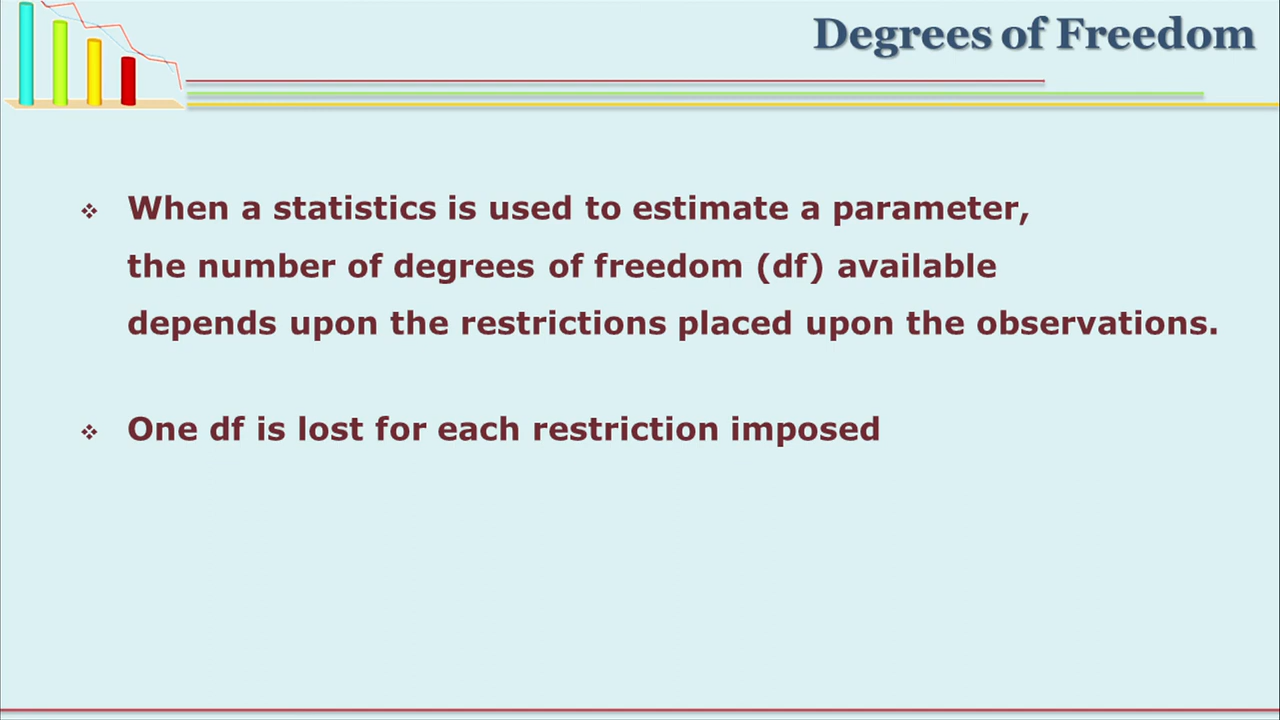 Degrees of Freedom
❖ When a statistics is used to estimate a parameter,
the number of degrees of freedom (df) available
depends upon the restrictions placed upon the observations.
❖ One df is lost for each restriction imposed